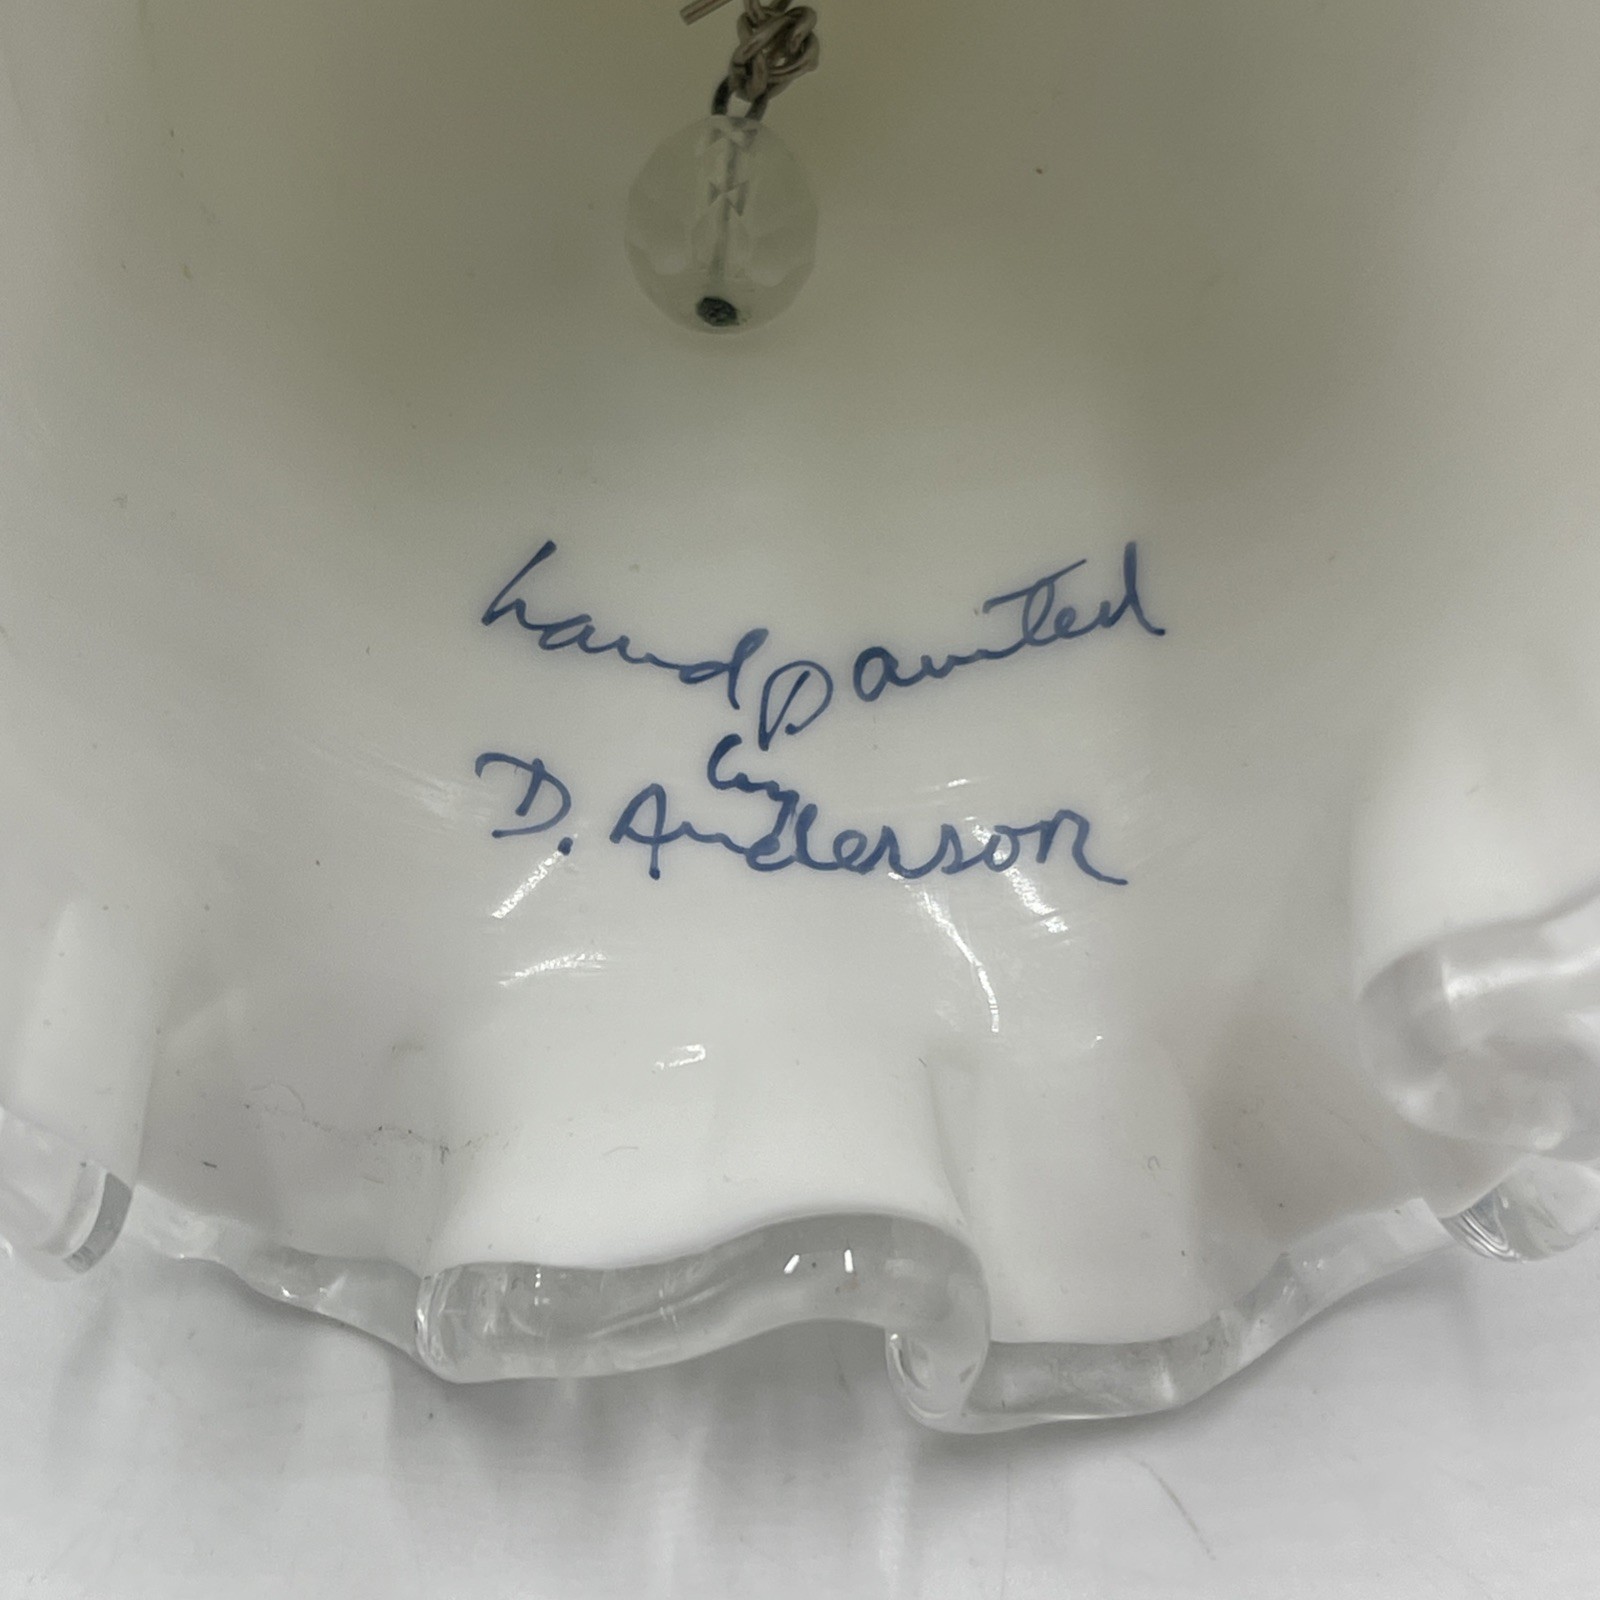 hand Painted
by
D. Anderson